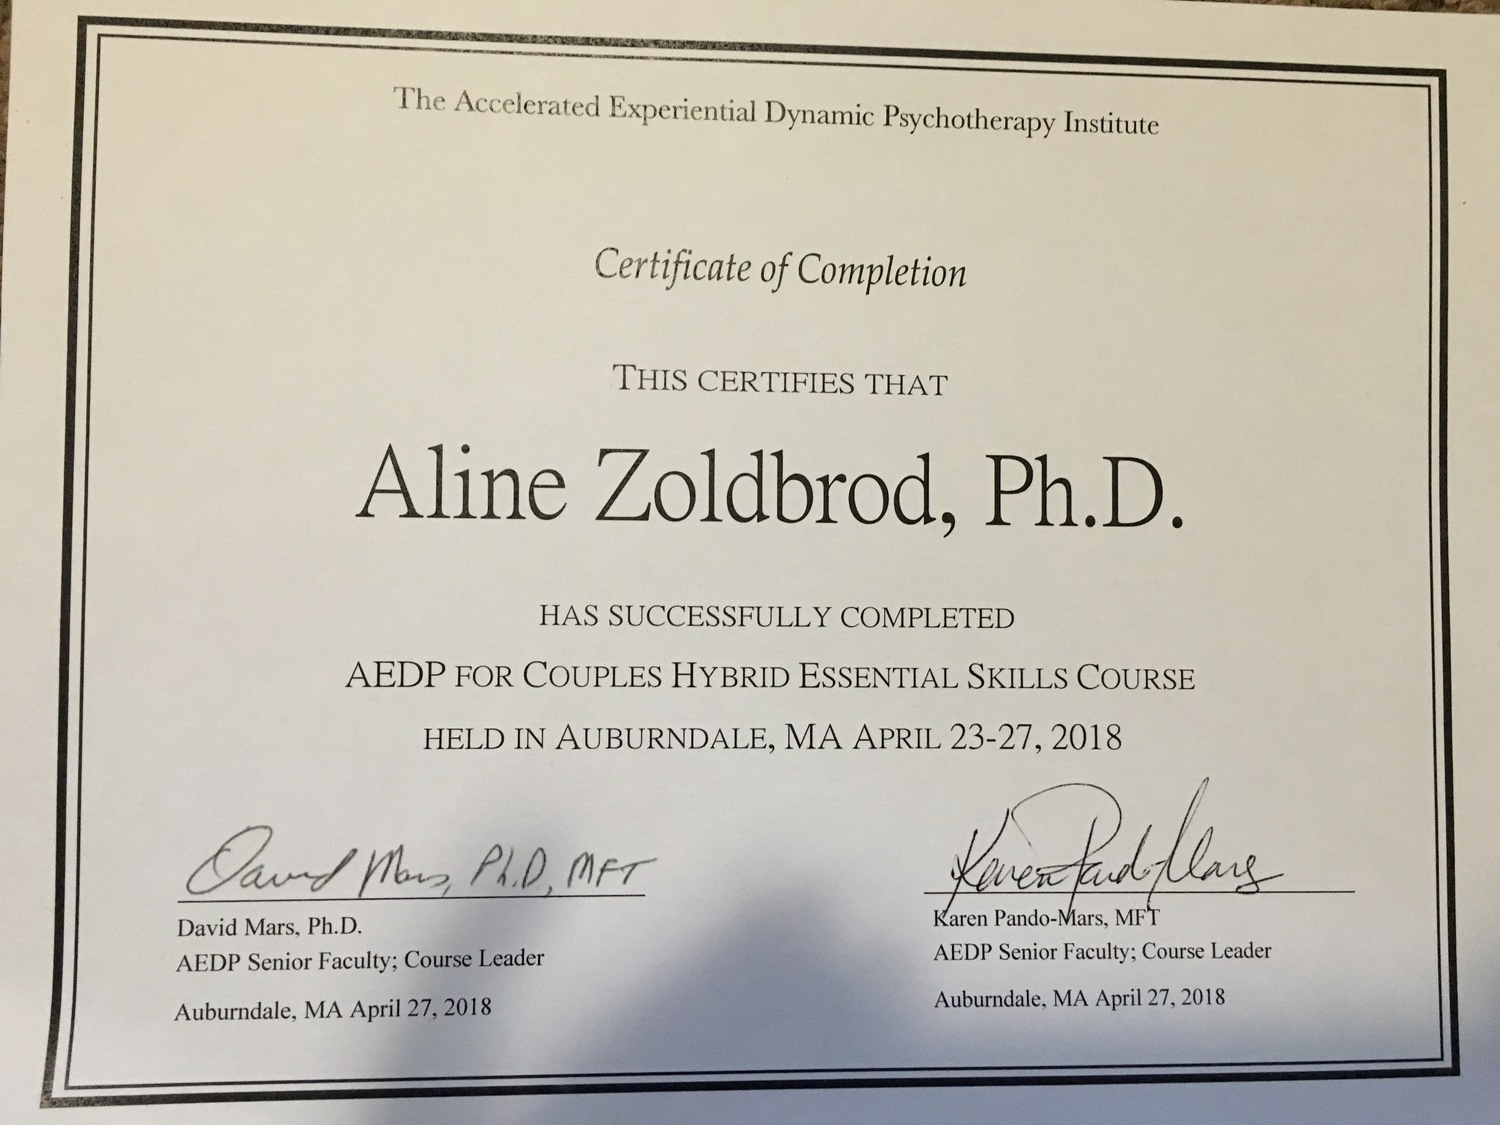 The Accelerated Experiential Dynamic Psychotherapy Institute
Certificate of Completion
THIS CERTIFIES THAT
Aline Zoldbrod, Ph.D.
HAS SUCCESSFULLY COMPLETED
AEDP FOR COUPLES HYBRID ESSENTIAL SKILLS COURSE
HELD IN AUBURNDALE, MA APRIL 23-27, 2018
David Mars, Ph.D, MFT
Karen Pando-Mars
David Mars, Ph.D.
AEDP Senior Faculty; Course Leader
Auburndale, MA April 27, 2018
Karen Pando-Mars, MFT
AEDP Senior Faculty; Course Leader
Auburndale, MA April 27, 2018